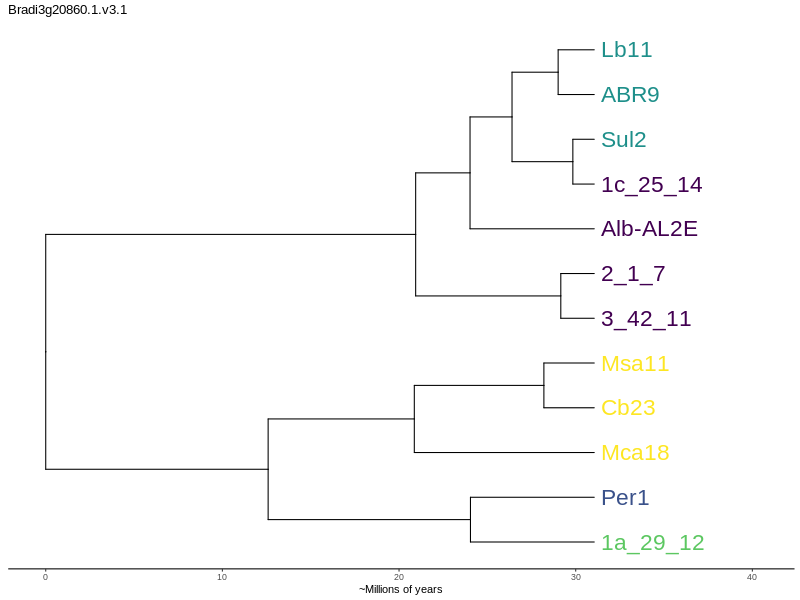 Bradi3g20860.1.v3.1
Lb11
ABR9
Sul2
1c_25_14
Alb-AL2E
2_1_7
3_42_11
Msa11
Cb23
Mca18
Per1
1a_29_12
0 10 20 30 40
~Millions of years